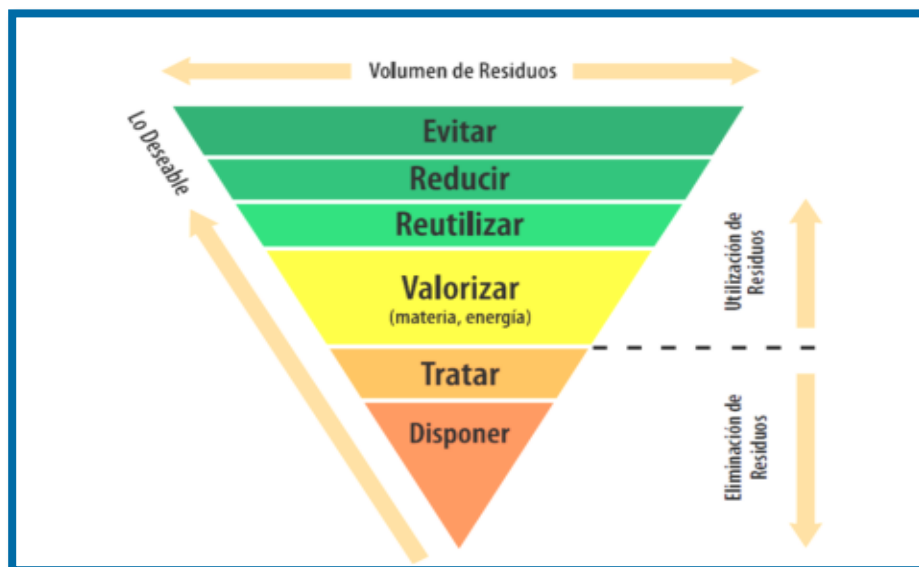 Volumen de Residuos
Lo Deseable
Evitar
Reducir
Reutilizar
Valorizar
(materia, energía)
Tratar
Disponer
Utilización de
Residuos
Eliminación de
Residuos